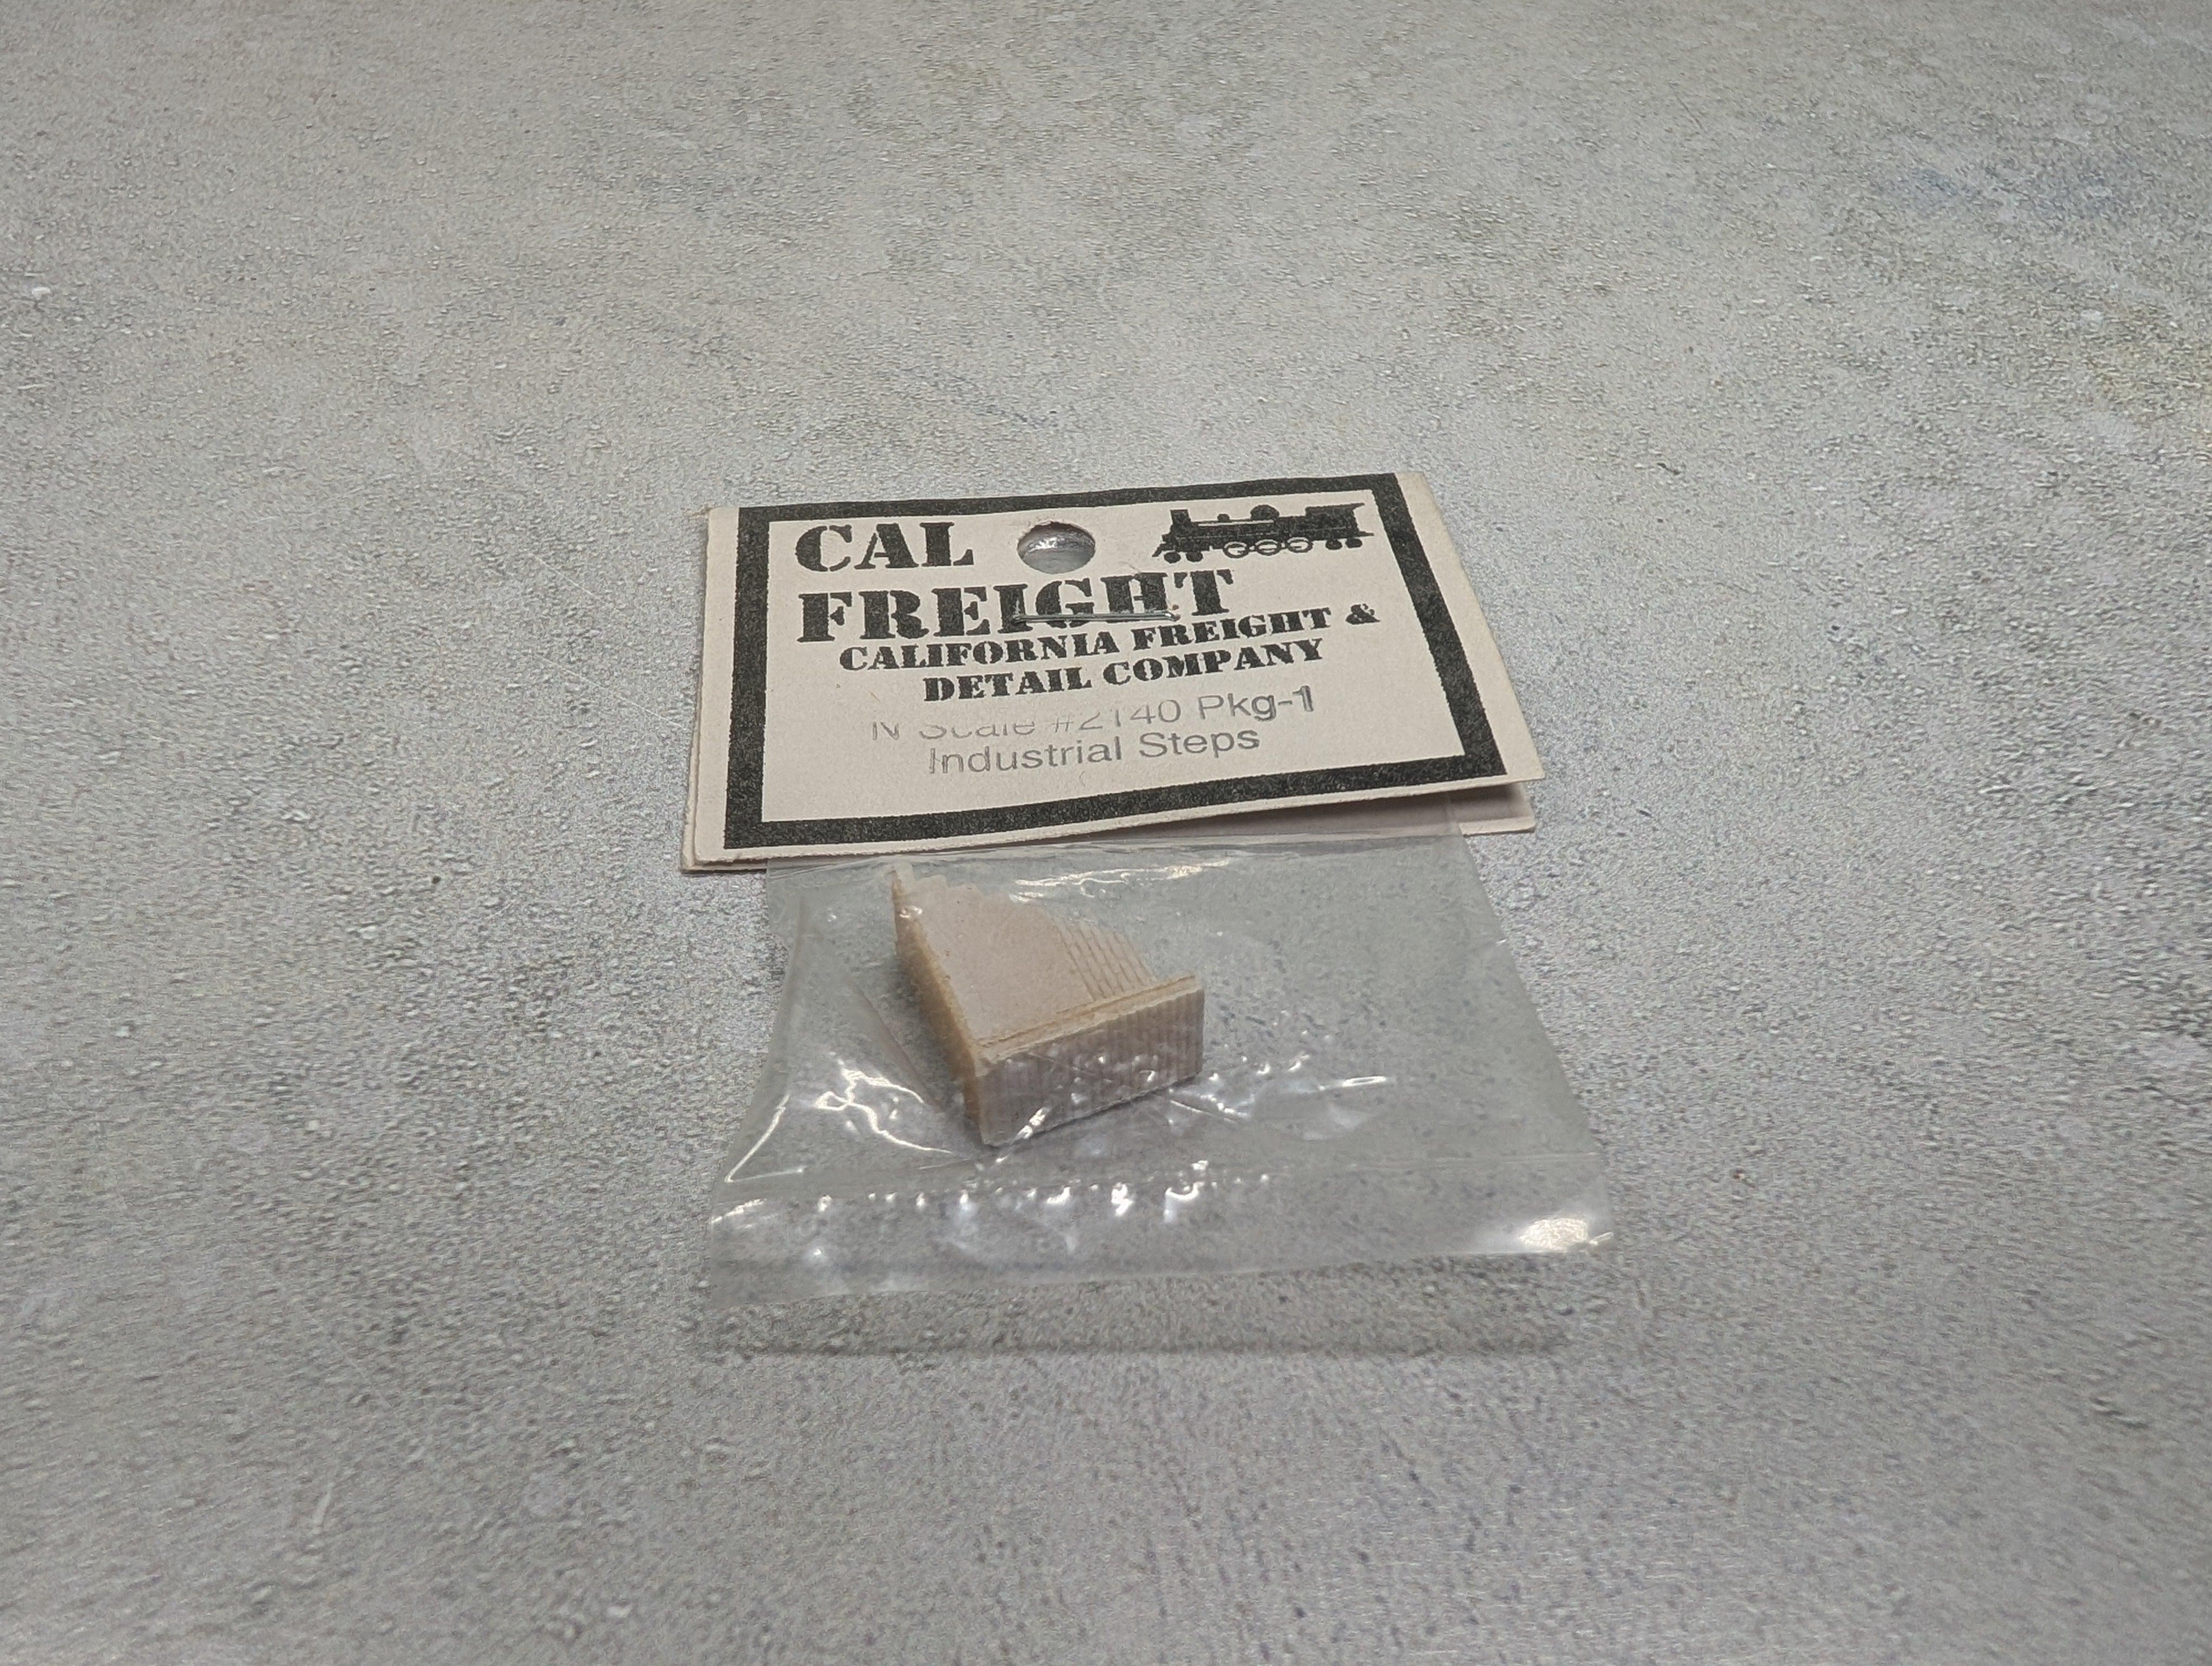 CAL
FREIGHT
CALIFORNIA FREIGHT &
DETAIL COMPANY
N Scale #2140 Pkg-1
Industrial Steps